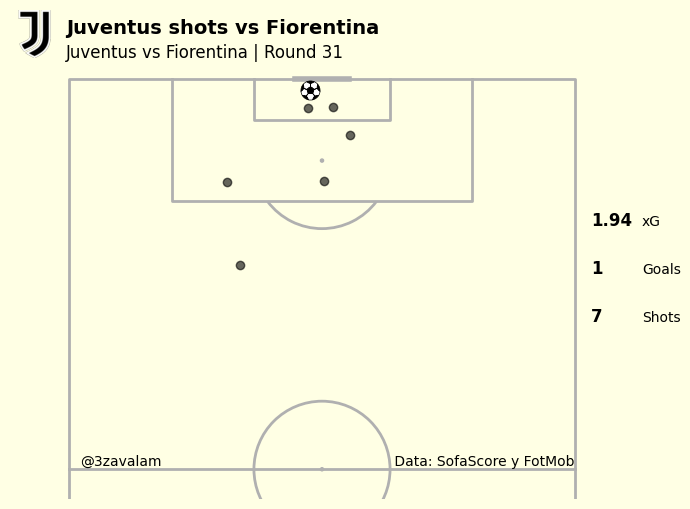 Juventus shots vs Fiorentina
Juventus vs Fiorentina | Round 31
1.94 xG
1 Goals
7 Shots
@3zavalam
Data: SofaScore y FotMob